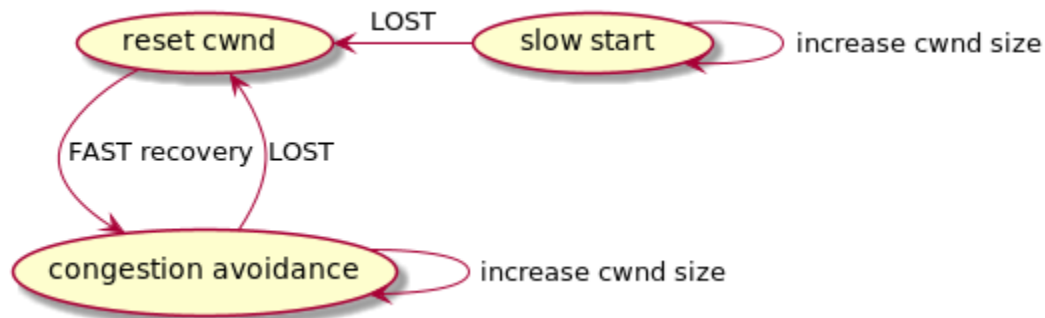 LOST
reset cwnd
slow start
increase cwnd size
FAST recovery
LOST
congestion avoidance
increase cwnd size